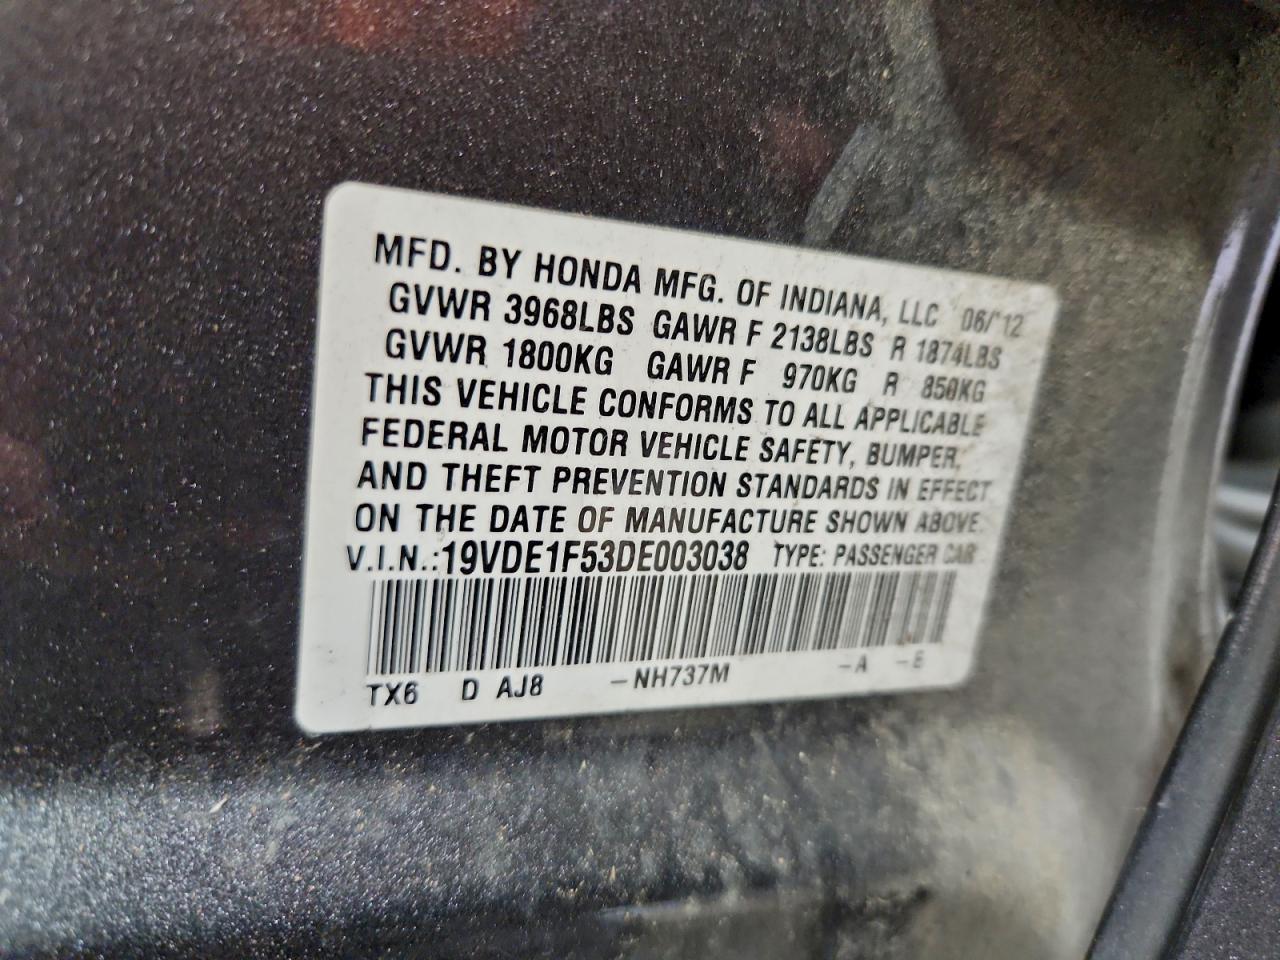 MFD. BY HONDA MFG. OF INDIANA, LLC 06/'12
GVWR 3968LBS GAWR F 2138LBS R 1874LBS
GVWR 1800KG GAWR F 970KG R 850KG
THIS VEHICLE CONFORMS TO ALL APPLICABLE
FEDERAL MOTOR VEHICLE SAFETY, BUMPER,
AND THEFT PREVENTION STANDARDS IN EFFECT
ON THE DATE OF MANUFACTURE SHOWN ABOVE.
V.I.N.:19VDE1F53DE003038 TYPE: PASSENGER CAR
TX6 D AJ8 -NH737M -A -E